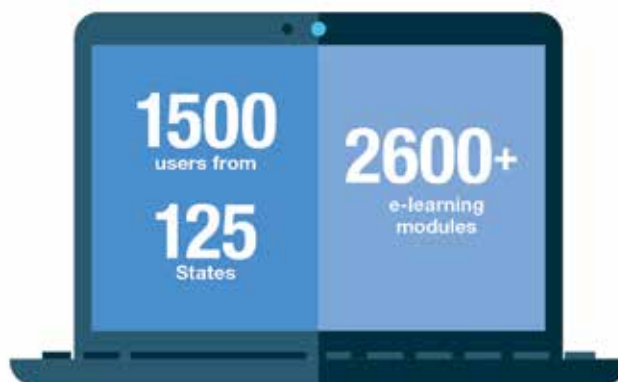 1500
users from
125
States
2600+
e-learning
modules